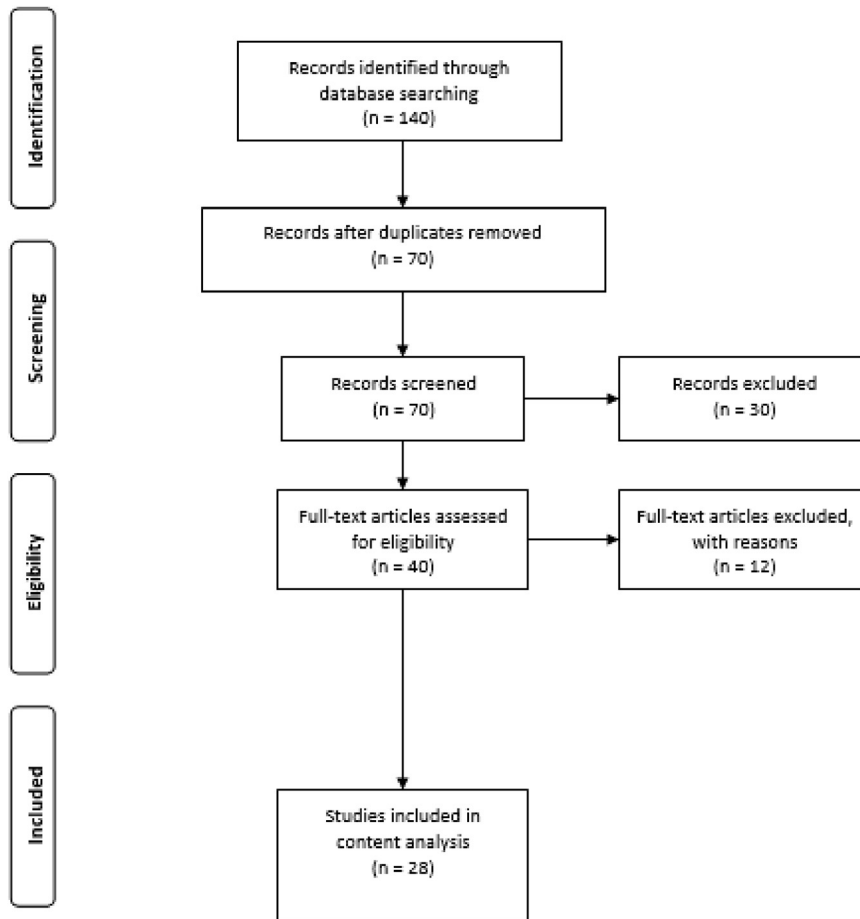 Identification
Records identified through
database searching
(n = 140)
Records after duplicates removed
(n = 70)
Screening
Records screened
(n = 70)
Records excluded
(n = 30)
Eligibility
Full-text articles assessed
for eligibility
(n = 40)
Full-text articles excluded,
with reasons
(n = 12)
Included
Studies included in
content analysis
(n = 28)